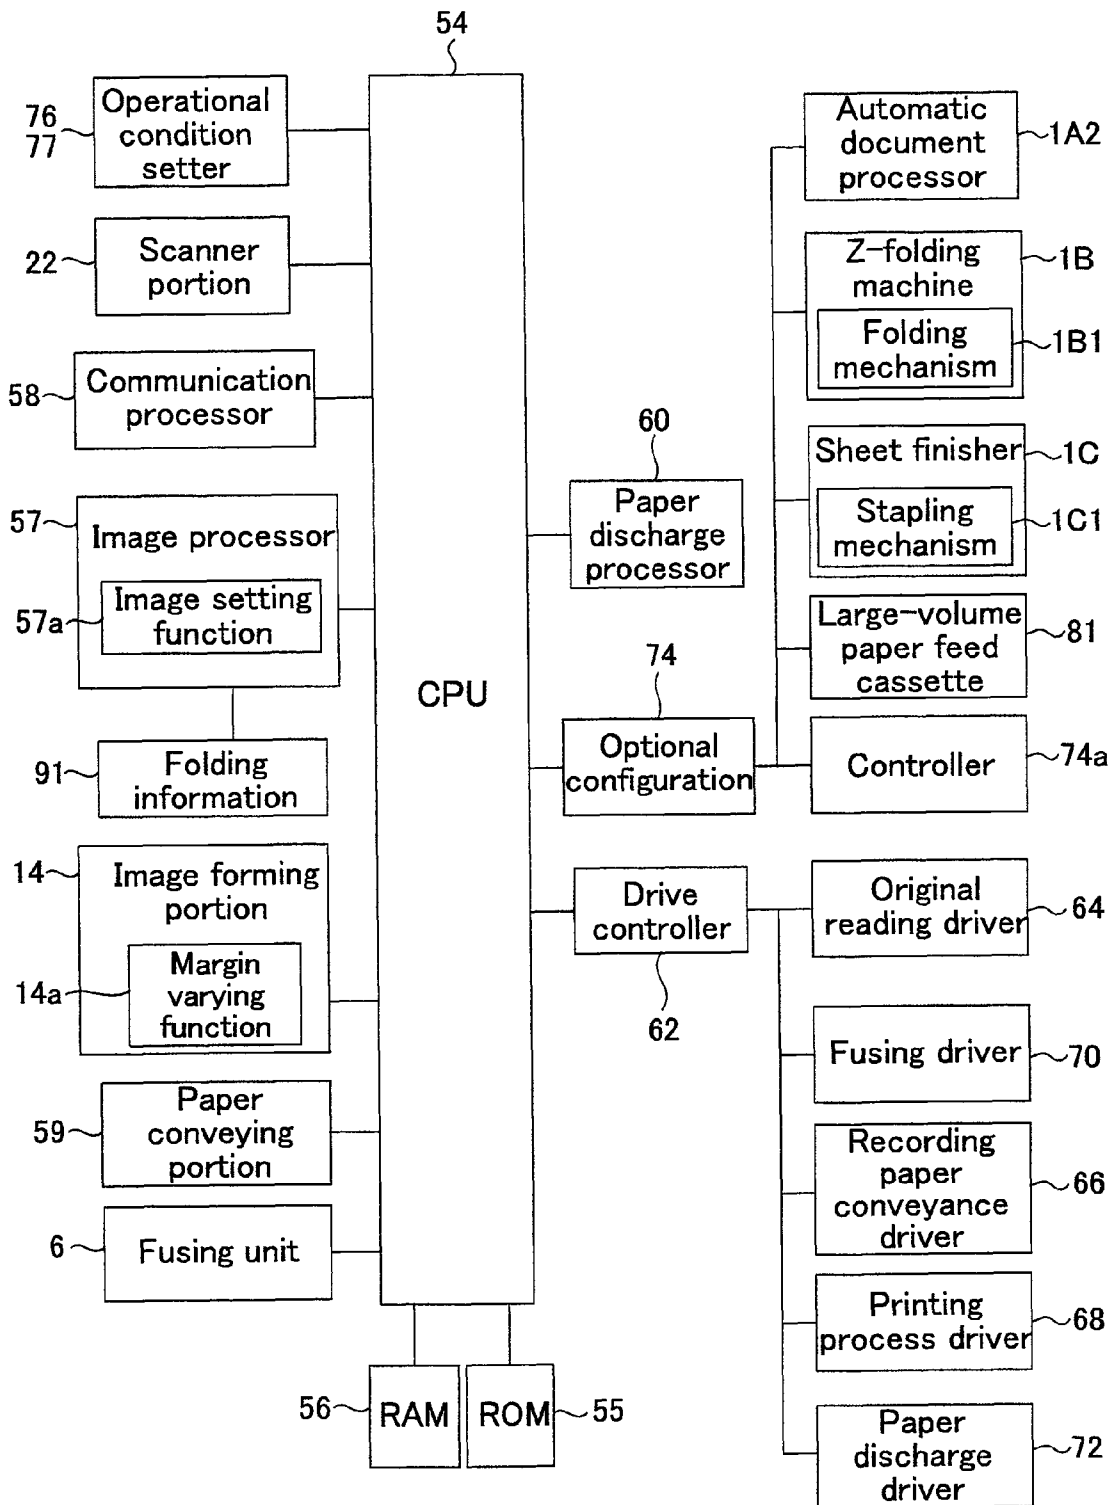 54
76
77
Operational
condition
setter
22
Scanner
portion
58
Communication
processor
57
Image processor
57a
Image setting
function
91
Folding
information
14
Image forming
portion
14a
Margin
varying
function
59
Paper
conveying
portion
6
Fusing unit
CPU
56
RAM
ROM
55
60
Paper
discharge
processor
74
Optional
configuration
Drive
controller
62
Automatic
document
processor
1A2
Z-folding
machine
1B
Folding
mechanism
1B1
Sheet finisher
1C
Stapling
mechanism
1C1
Large-volume
paper feed
cassette
81
Controller
74a
Original
reading driver
64
Fusing driver
70
Recording
paper
conveyance
driver
66
Printing
process driver
68
Paper
discharge
driver
72